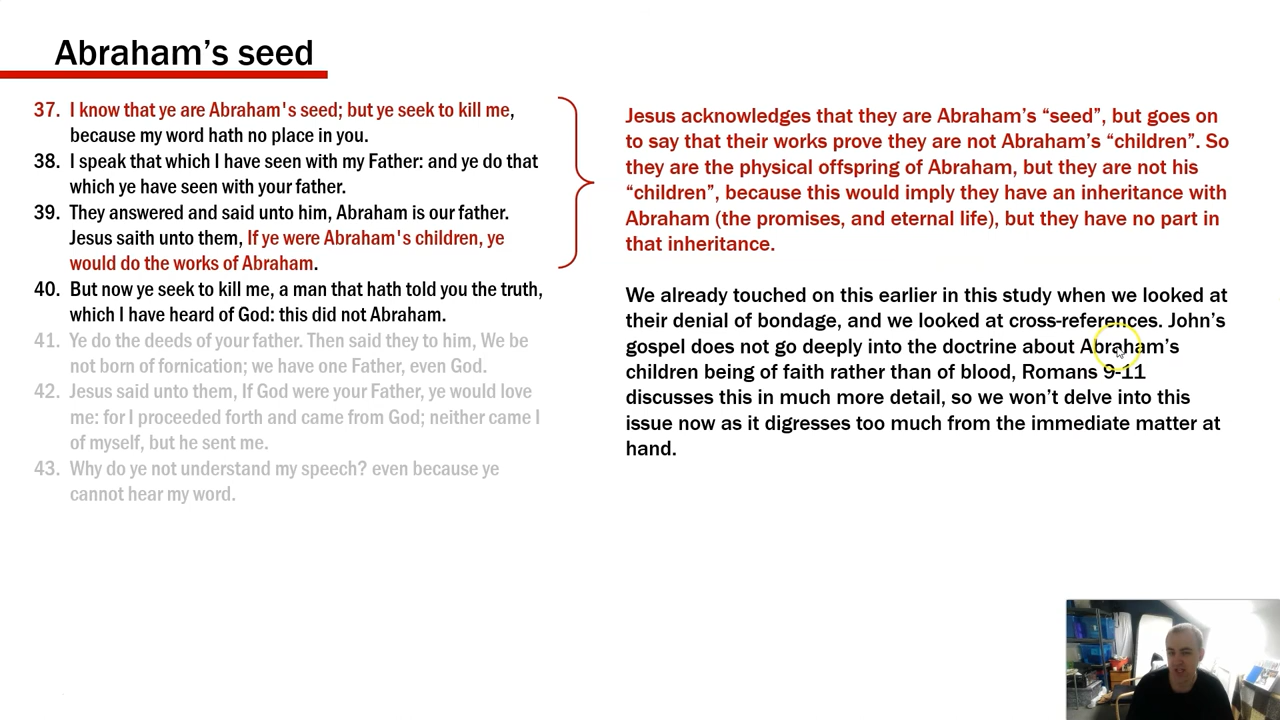 Abraham’s seed
37. I know that ye are Abraham's seed; but ye seek to kill me,
because my word hath no place in you.
38. I speak that which I have seen with my Father: and ye do that
which ye have seen with your father.
39. They answered and said unto him, Abraham is our father.
Jesus saith unto them, If ye were Abraham's children, ye
would do the works of Abraham.
40. But now ye seek to kill me, a man that hath told you the truth,
which I have heard of God: this did not Abraham.
41. Ye do the deeds of your father. Then said they to him, We be
not born of fornication; we have one Father, even God.
42. Jesus said unto them, If God were your Father, ye would love
me: for I proceeded forth and came from God; neither came I
of myself, but he sent me.
43. Why do ye not understand my speech? even because ye
cannot hear my word.
Jesus acknowledges that they are Abraham’s “seed”, but goes on
to say that their works prove they are not Abraham’s “children”. So
they are the physical offspring of Abraham, but they are not his
“children”, because this would imply they have an inheritance with
Abraham (the promises, and eternal life), but they have no part in
that inheritance.
We already touched on this earlier in this study when we looked at
their denial of bondage, and we looked at cross-references. John’s
gospel does not go deeply into the doctrine about Abraham’s
children being of faith rather than of blood, Romans 9-11
discusses this in much more detail, so we won’t delve into this
issue now as it digresses too much from the immediate matter at
hand.